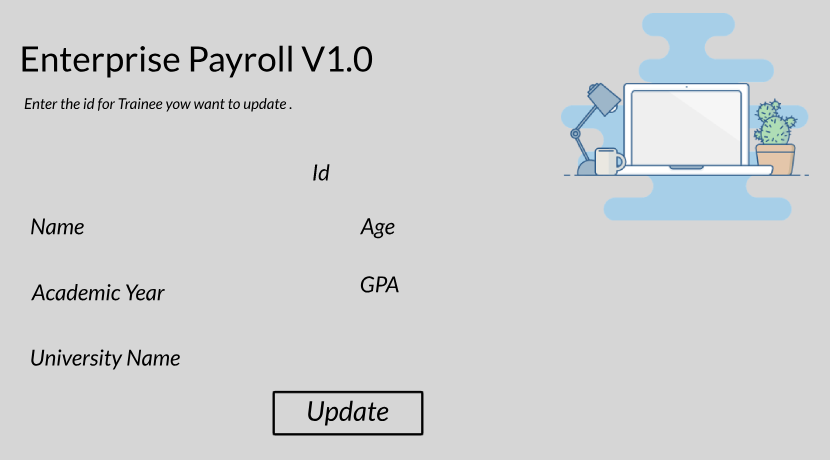 Enterprise Payroll V1.0
Enter the id for Trainee yow want to update .
Id
Name
Age
Academic Year
GPA
University Name
Update